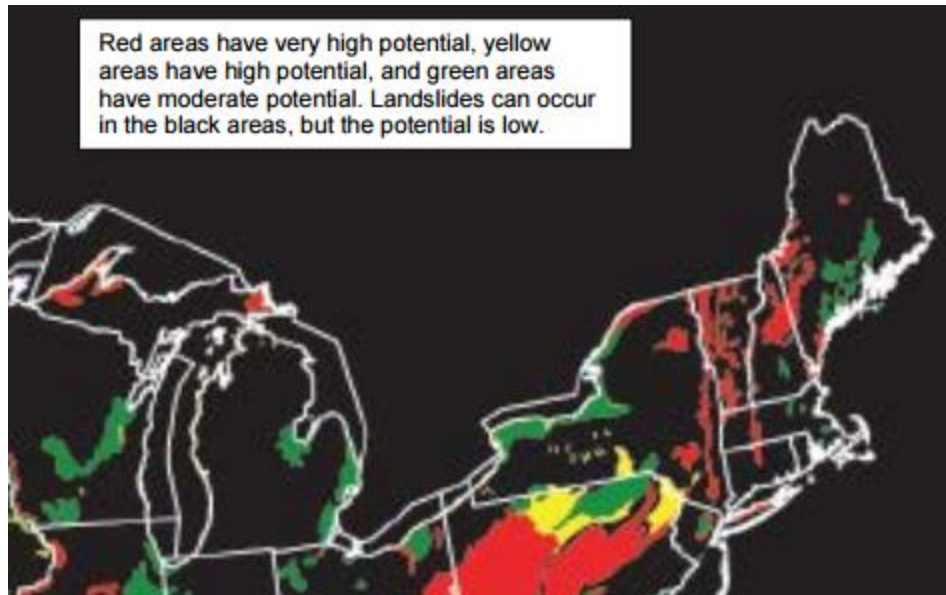 Red areas have very high potential, yellow
areas have high potential, and green areas
have moderate potential. Landslides can occur
in the black areas, but the potential is low.